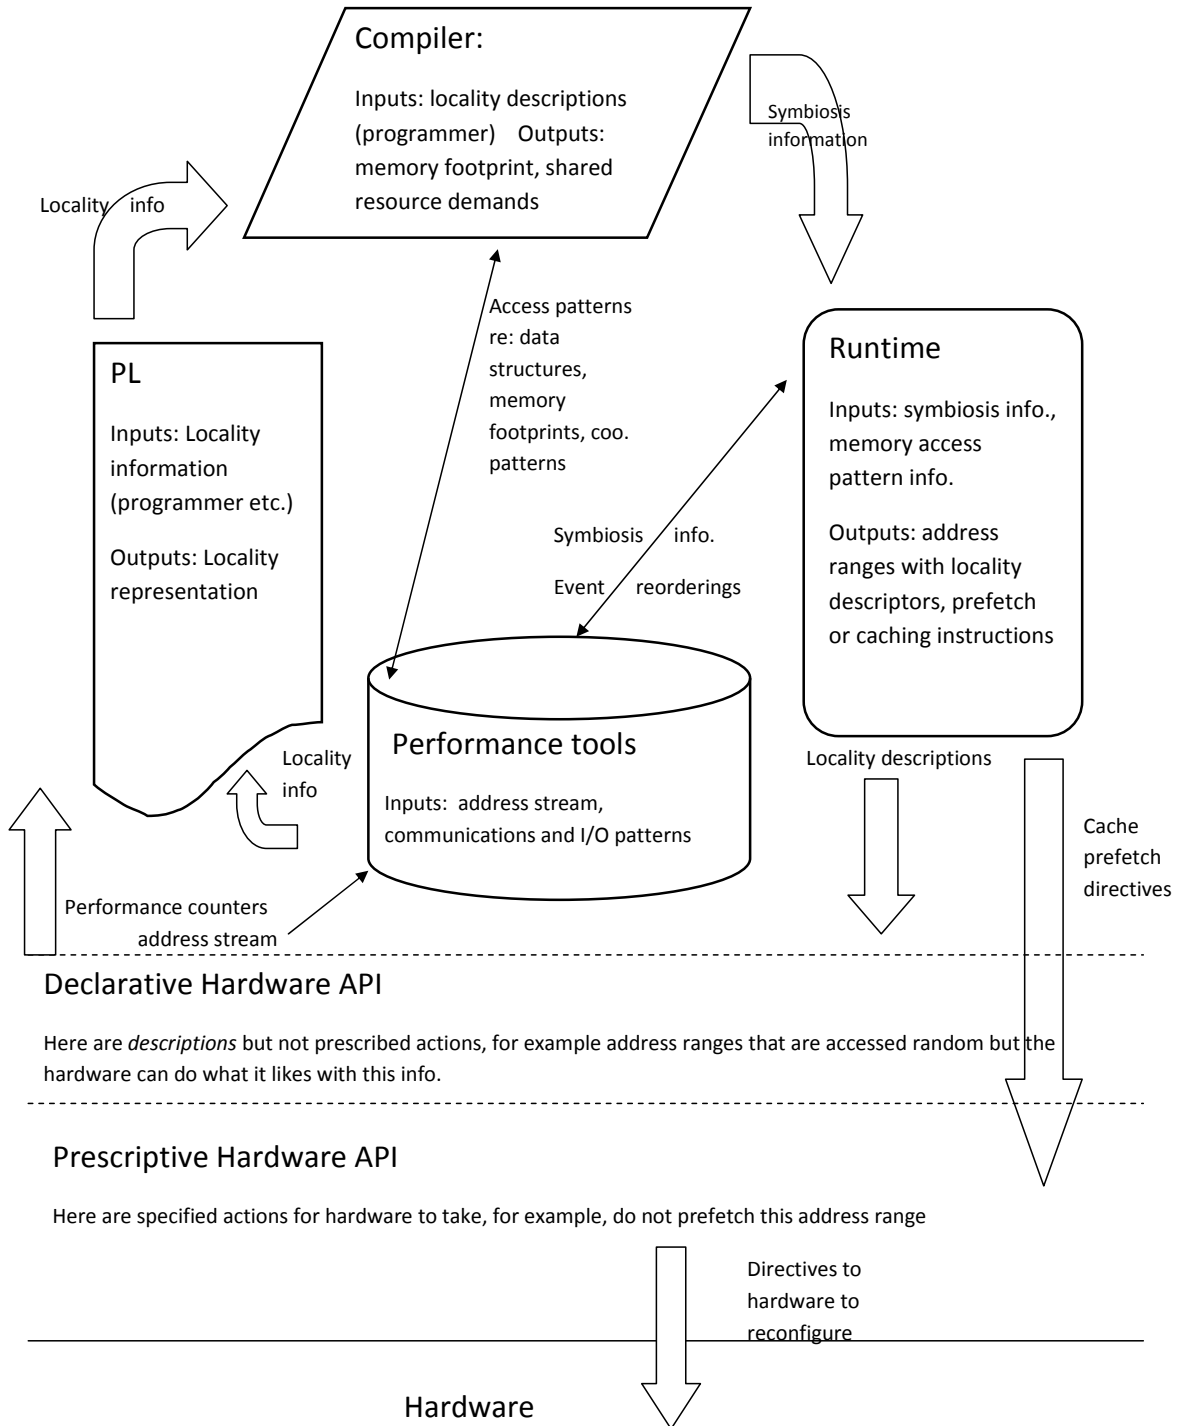 Compiler:
Inputs: locality descriptions
(programmer) Outputs:
memory footprint, shared
resource demands
Symbiosis
information
Locality info
Access patterns
re: data
structures,
memory
footprints, coo.
patterns
PL
Inputs: Locality
information
(programmer etc.)
Outputs: Locality
representation
Runtime
Inputs: symbiosis info.,
memory access
pattern info.
Outputs: address
ranges with locality
descriptors, prefetch
or caching instructions
Symbiosis info.
Event reorderings
Locality
info
Performance tools
Inputs: address stream,
communications and I/O patterns
Locality descriptions
Cache
prefetch
directives
Performance counters
address stream
Declarative Hardware API
Here are descriptions but not prescribed actions, for example address ranges that are accessed random but the
hardware can do what it likes with this info.
Prescriptive Hardware API
Here are specified actions for hardware to take, for example, do not prefetch this address range
Directives to
hardware to
reconfigure
Hardware